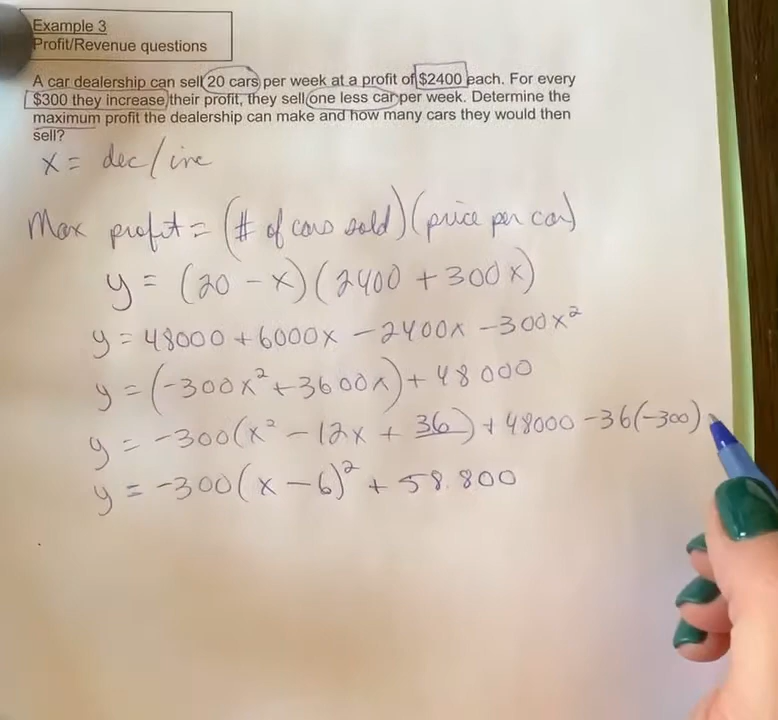 Example 3
Profit/Revenue questions
A car dealership can sell 20 cars per week at a profit of $2400 each. For every
$300 they increase their profit, they sell one less car per week. Determine the
maximum profit the dealership can make and how many cars they would then
sell?
x = dec/inc
Max profit = (# of cars sold)(price per car)
y = (20 - x)(2400 + 300x)
y = 48000 + 6000x - 2400x - 300x²
y = (-300x² + 3600x) + 48000
y = -300(x² - 12x + 36) + 48000 - 36(-300)
y = -300(x - 6)² + 58.800